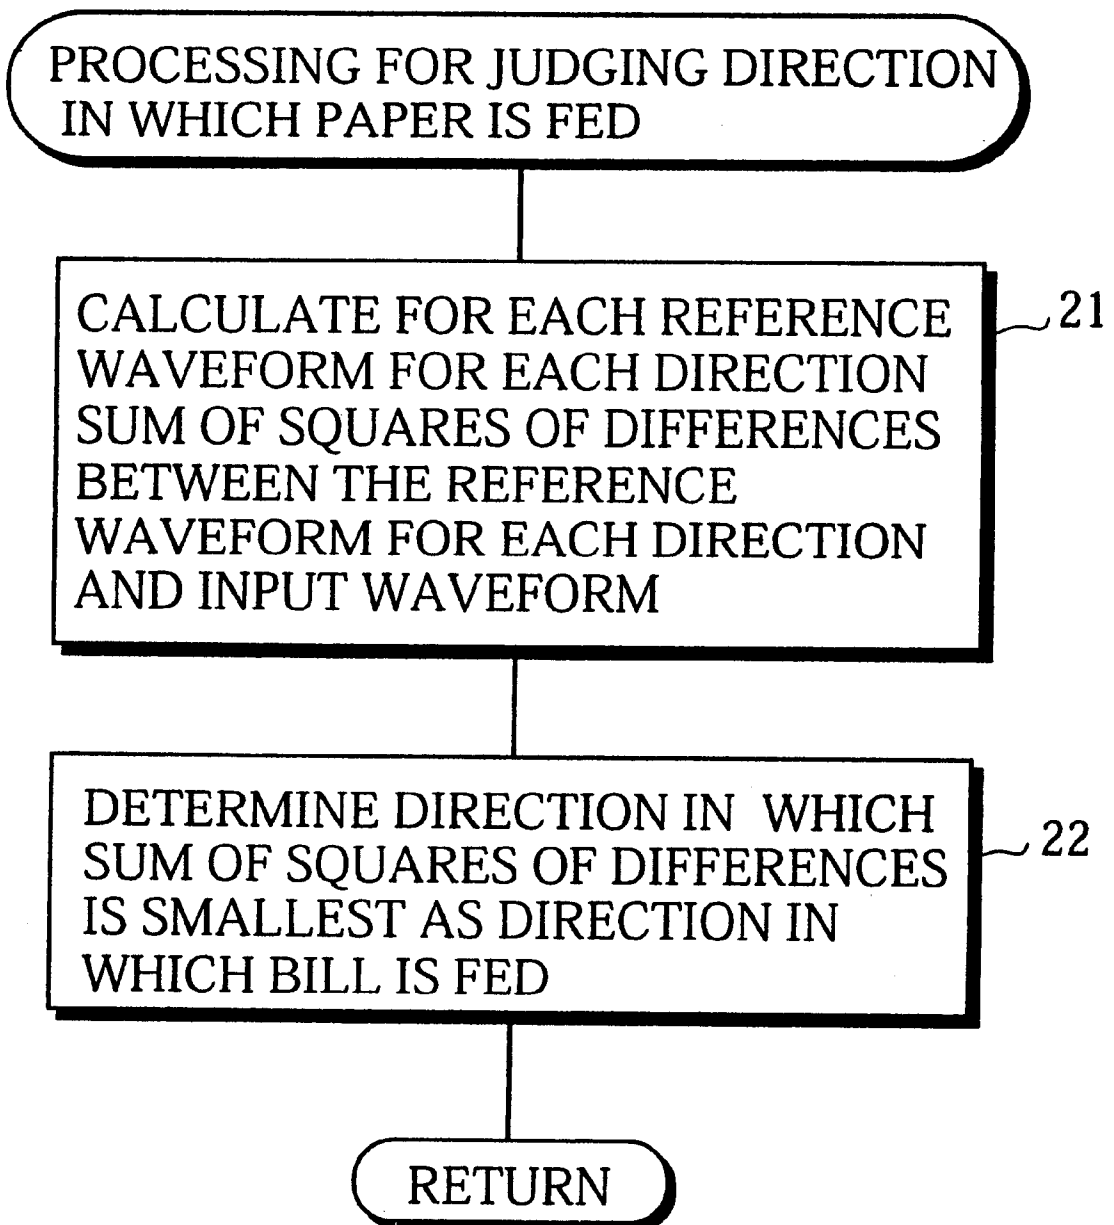 PROCESSING FOR JUDGING DIRECTION
IN WHICH PAPER IS FED
CALCULATE FOR EACH REFERENCE
WAVEFORM FOR EACH DIRECTION
SUM OF SQUARES OF DIFFERENCES
BETWEEN THE REFERENCE
WAVEFORM FOR EACH DIRECTION
AND INPUT WAVEFORM
21
DETERMINE DIRECTION IN WHICH
SUM OF SQUARES OF DIFFERENCES
IS SMALLEST AS DIRECTION IN
WHICH BILL IS FED
22
RETURN